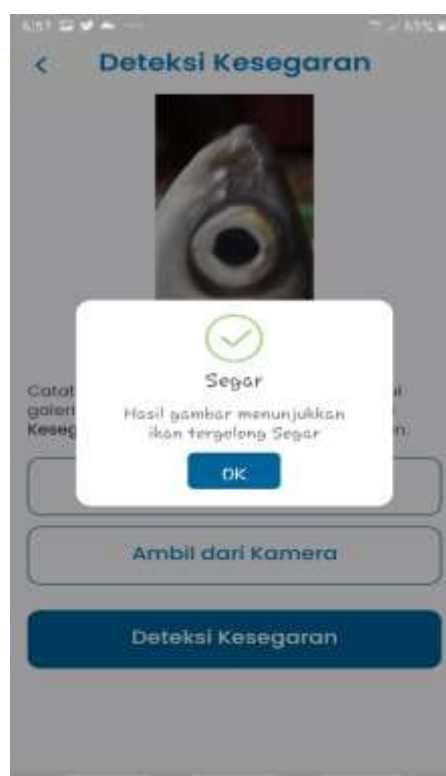 Deteksi Kesegaran
Segar
Hasil gambar menunjukkan
ikan tergolong Segar
OK
Catat
galeri
Keseg
Ambil dari Kamera
Deteksi Kesegaran